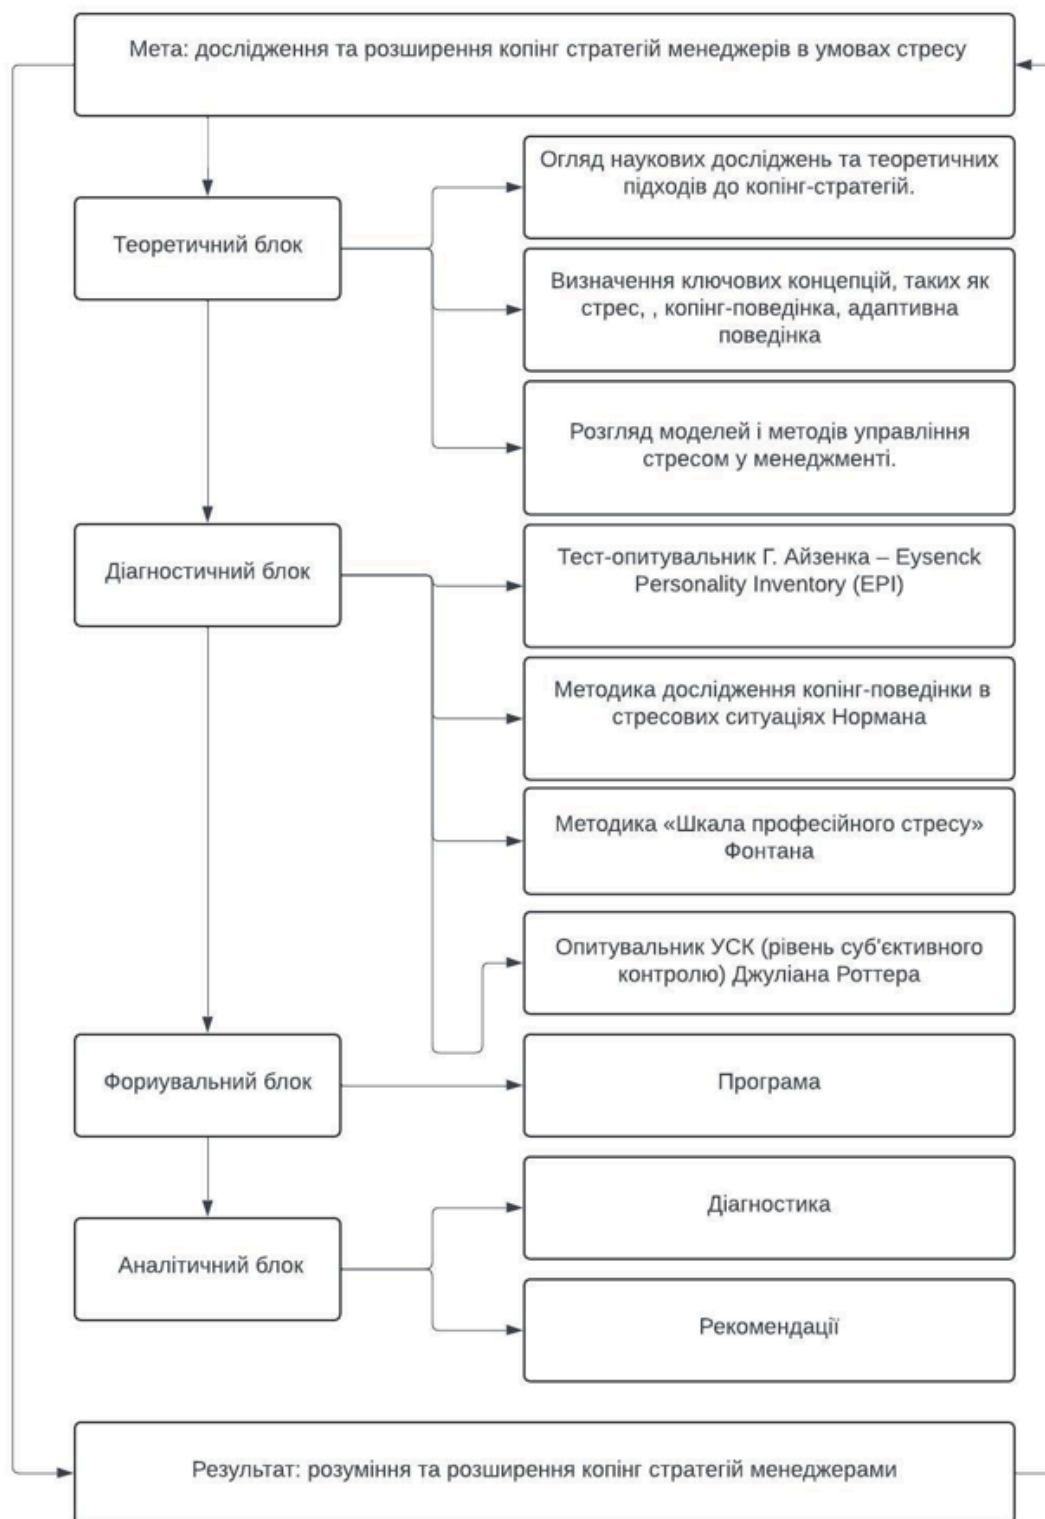 Мета: дослідження та розширення копінг стратегій менеджерів в умовах стресу
Огляд наукових досліджень та теоретичних
підходів до копінг-стратегій.
Теоретичний блок
Визначення ключових концепцій, таких як
стрес, , копінг-поведінка, адаптивна
поведінка
Розгляд моделей і методів управління
стресом у менеджменті.
Діагностичний блок
Тест-опитувальник Г. Айзенка – Eysenck
Personality Inventory (EPI)
Методика дослідження копінг-поведінки в
стресових ситуаціях Нормана
Методика «Шкала професійного стресу»
Фонтана
Опитувальник УСК (рівень суб'єктивного
контролю) Джуліана Роттера
Фориувальний блок
Програма
Діагностика
Аналітичний блок
Рекомендації
Результат: розуміння та розширення копінг стратегій менеджерами